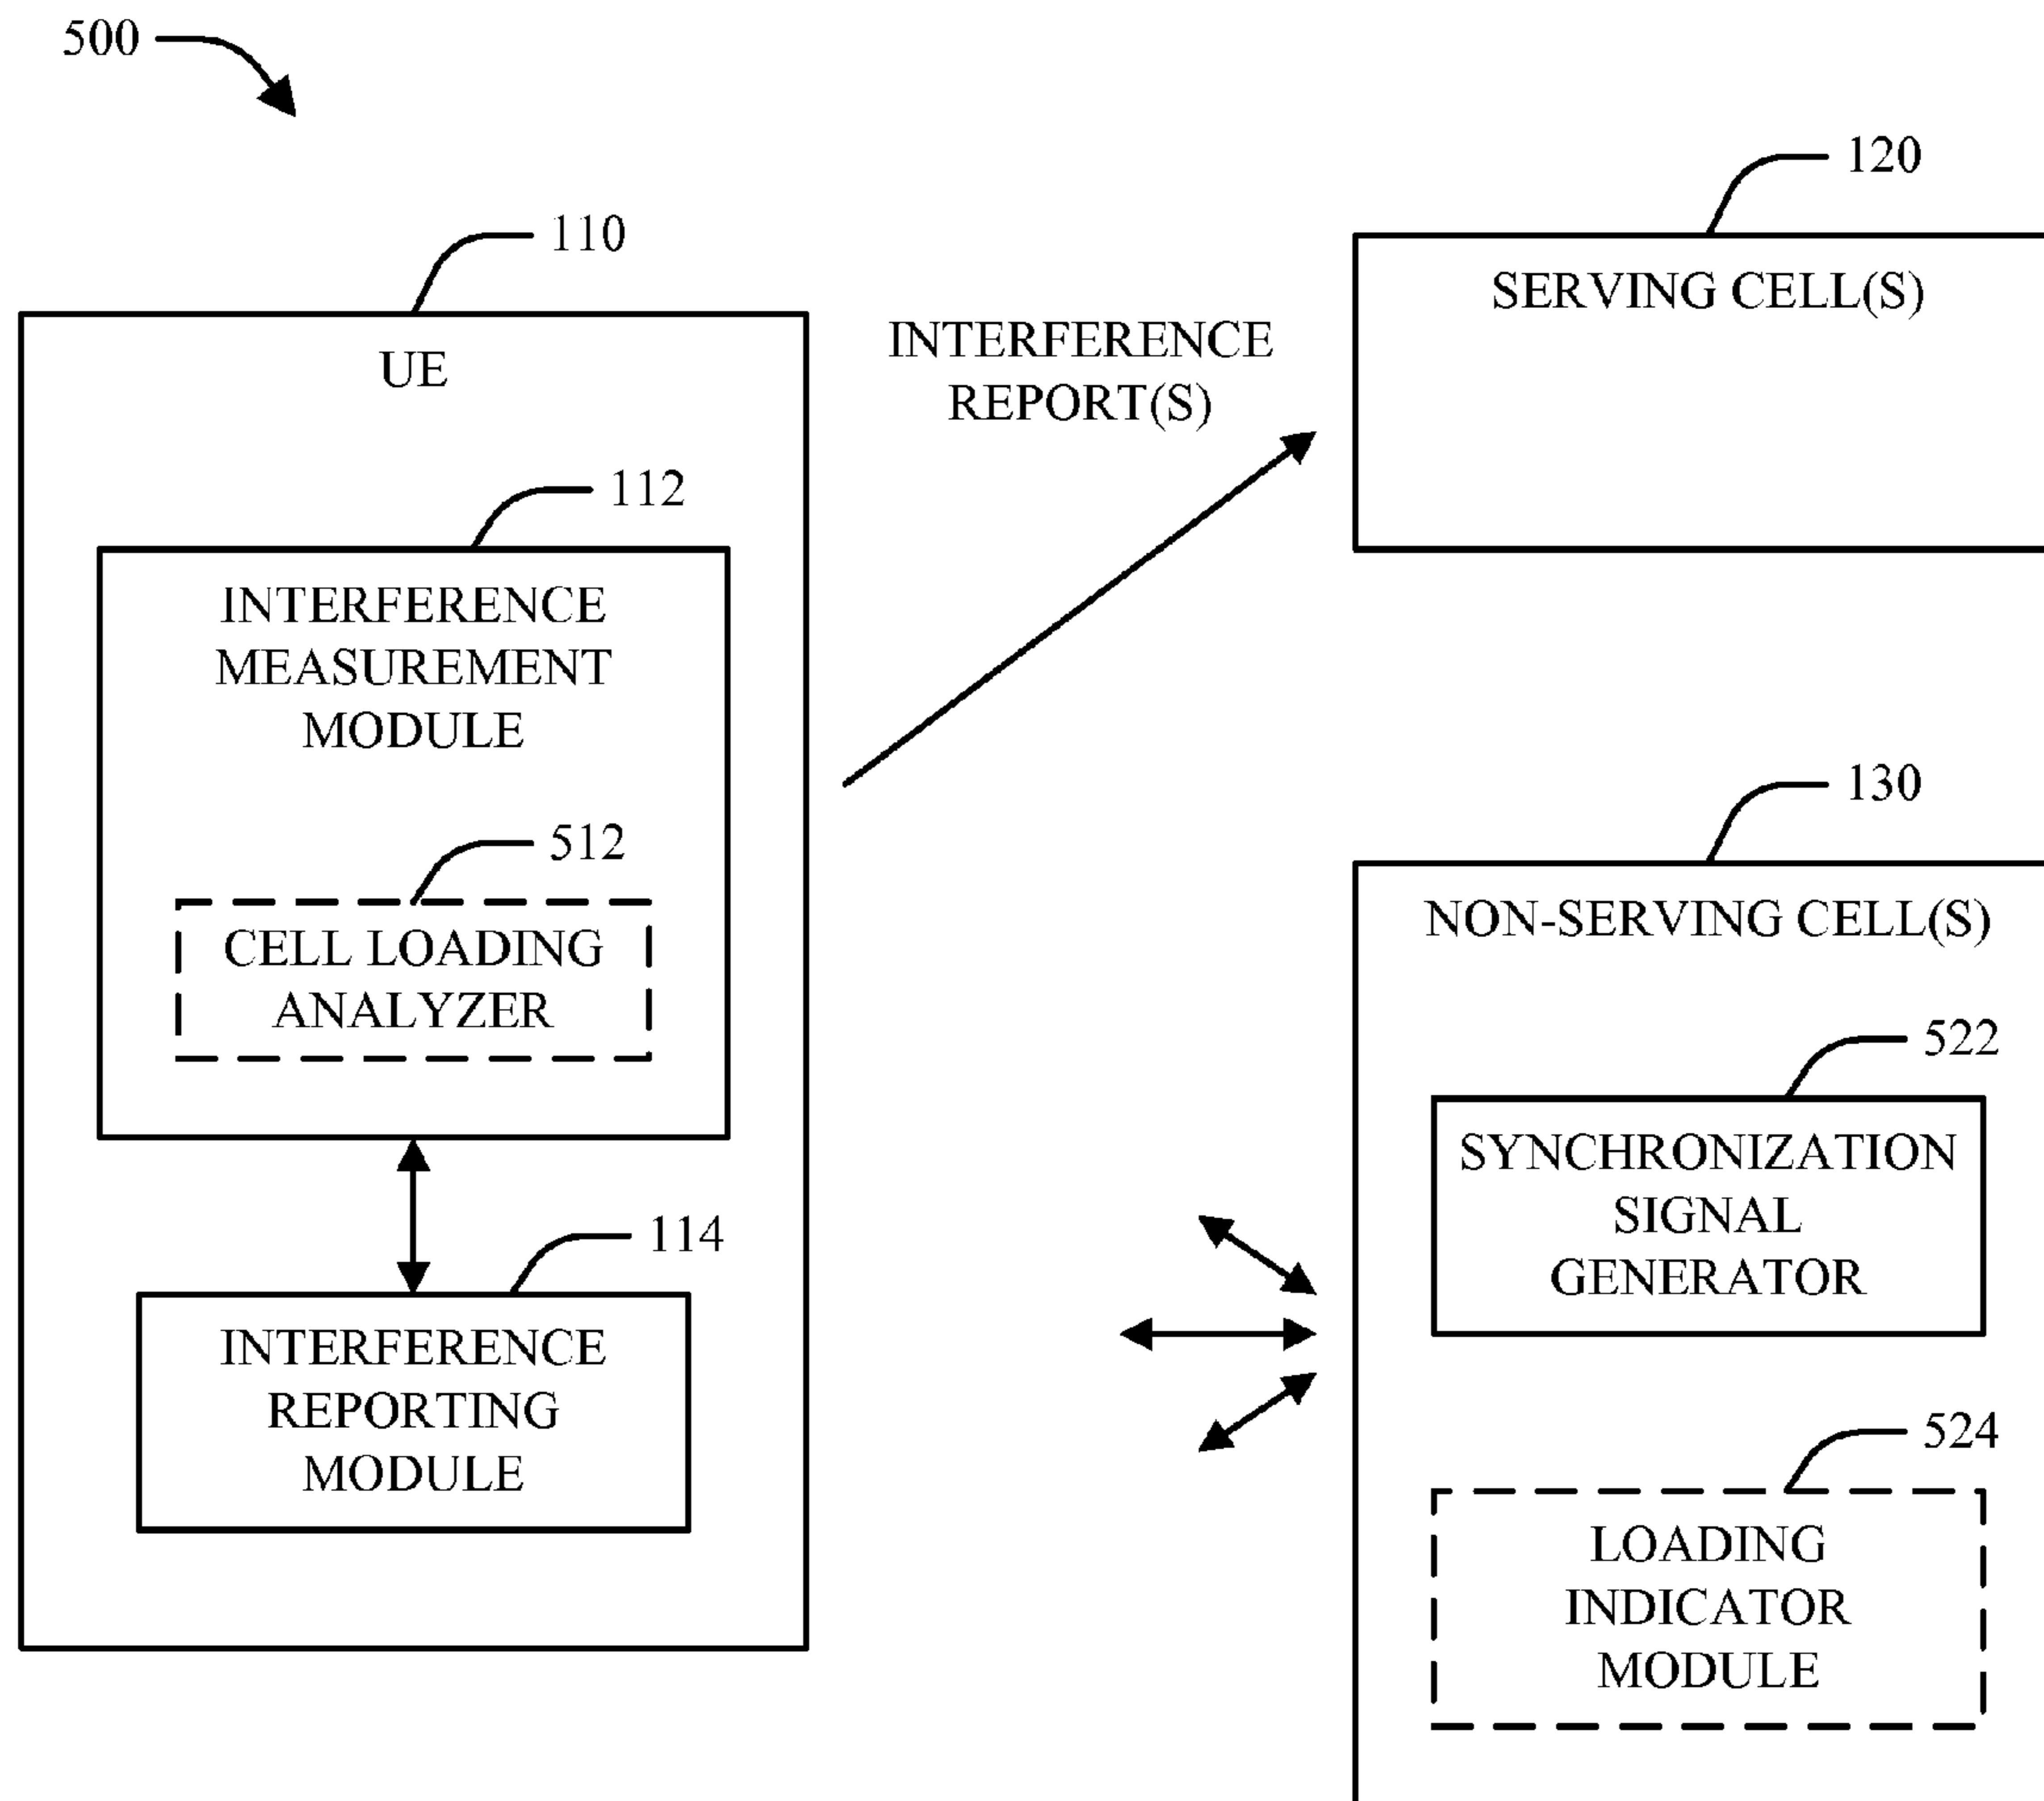 500
110
UE
112
INTERFERENCE
MEASUREMENT
MODULE
512
CELL LOADING
ANALYZER
114
INTERFERENCE
REPORTING
MODULE
INTERFERENCE
REPORT(S)
120
SERVING CELL(S)
130
NON-SERVING CELL(S)
522
SYNCHRONIZATION
SIGNAL
GENERATOR
524
LOADING
INDICATOR
MODULE